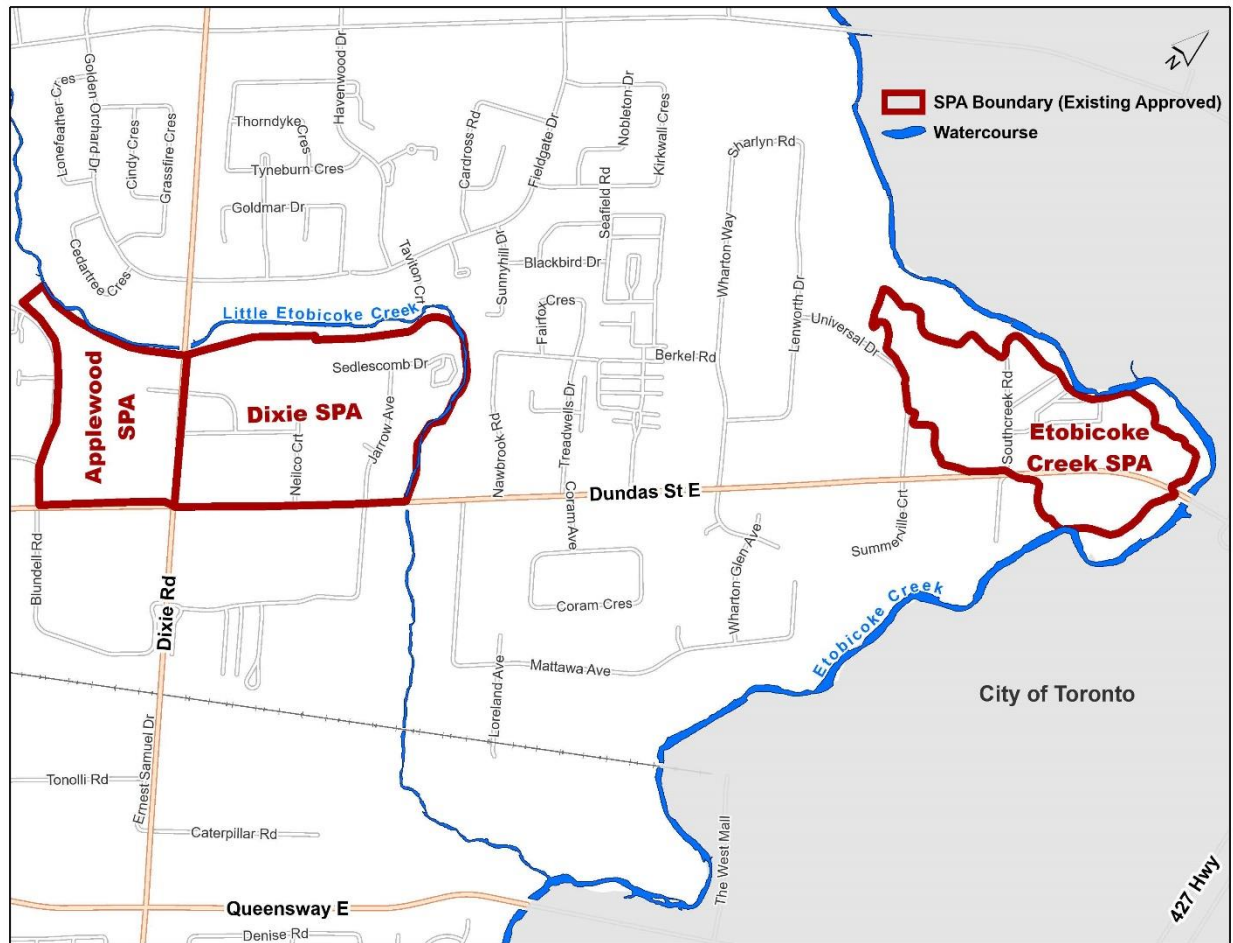 N
SPA Boundary (Existing Approved)
Watercourse
Lonefeather Cres
Golden Orchard Dr
Cindy Cres
Grassfire Cres
Cedartree Cres
Thorndyke
Cres
Havenwood Dr
Tyneburn Cres
Goldmar Dr
Cardross Rd
Fieldgate Dr
Nobleton Dr
Kirkwall Cres
Seafield Rd
Sharlyn Rd
Taviton Crt
Sunnyhill Dr
Blackbird Dr
Fairfax Cres
Wharton Way
Lenworth Dr
Universal Dr
Little Etobicoke Creek
Sedlescomb Dr
Berkel Rd
Applewood
SPA
Dixie SPA
Jarrow Ave
Neilco Crt
Nawbrook Rd
Treadwells Dr
Southcreek Rd
Etobicoke
Creek SPA
Dundas St E
Coram Ave
Summerville Crt
Blundell Rd
Dixie Rd
Coram Cres
Wharton Glen Ave
Etobicoke Creek
Mattawa Ave
Loreland Ave
City of Toronto
Tonolli Rd
Ernest Samuel Dr
Caterpillar Rd
The West Mall
427 Hwy
Queensway E
Denise Rd